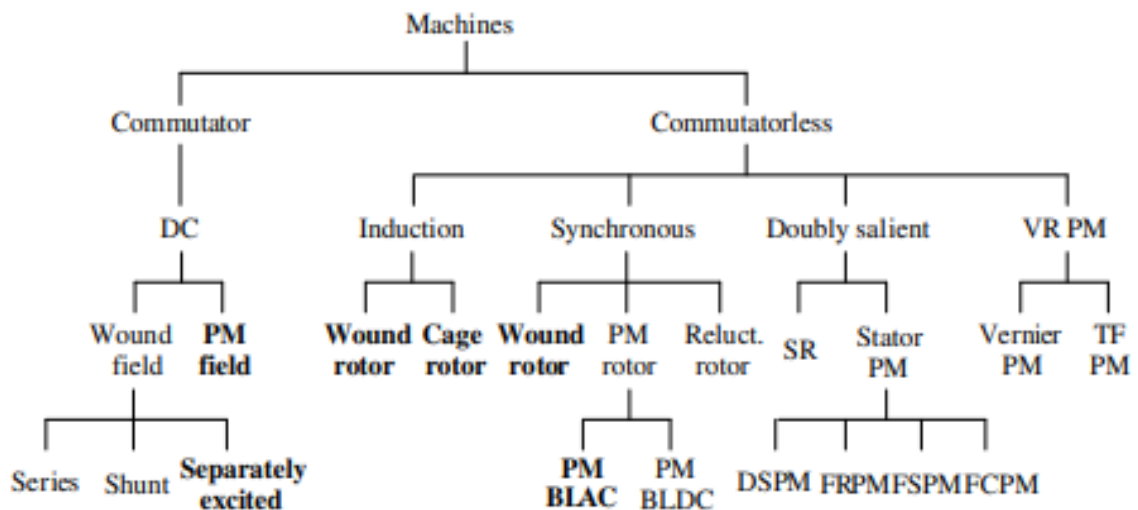 Machines
Commutator Commutatorless
DC Induction Synchronous Doubly salient VR PM
Wound PM Wound Cage Wound PM Reluct. SR Stator Vernier TF
field field rotor rotor rotor rotor rotor PM PM PM
Series Shunt Separately PM PM DSPM FRPM FSPM FCPM
excited BLAC BLDC